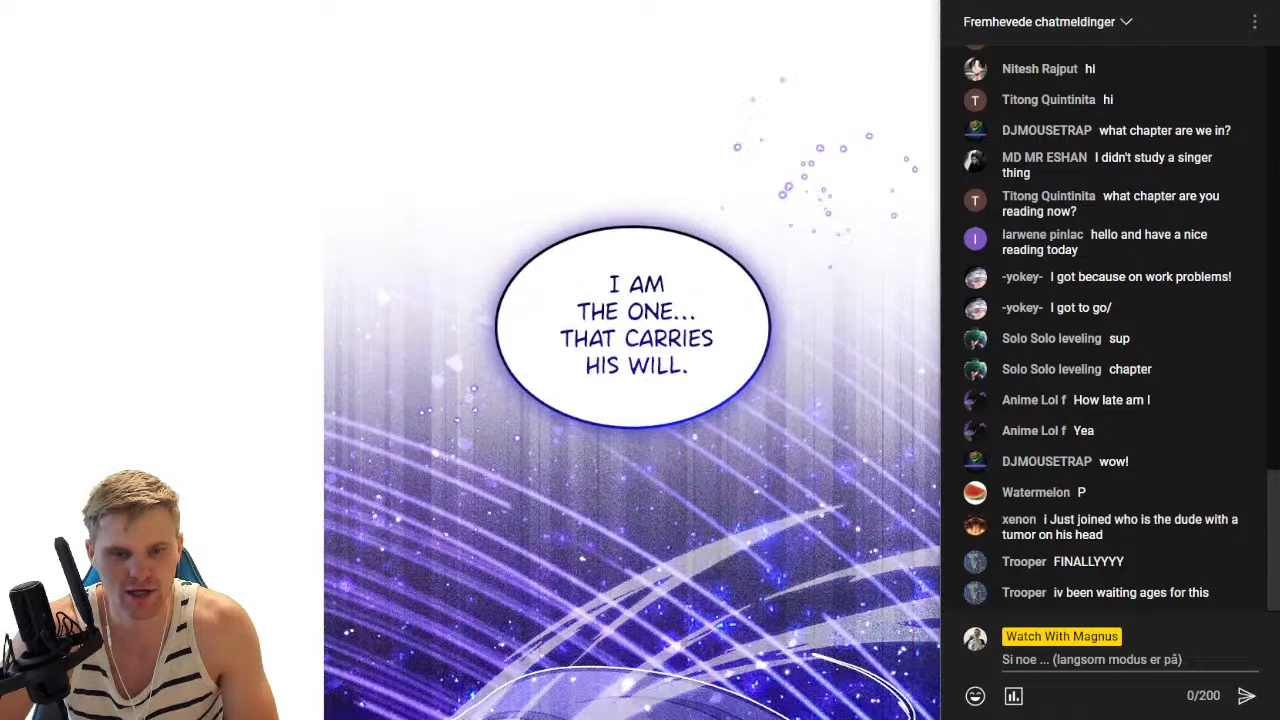 I AM
THE ONE...
THAT CARRIES
HIS WILL.
Fremhevede chatmeldinger
Nitesh Rajput hi
T
Titong Quintinita hi
DJMOUSETRAP what chapter are we in?
MD MR ESHAN I didn't study a singer
thing
T
Titong Quintinita what chapter are you
reading now?
I
larwene pinlac hello and have a nice
reading today
-yokey- I got because on work problems!
-yokey- I got to go/
Solo Solo leveling sup
Solo Solo leveling chapter
Anime Lol f How late am I
Anime Lol f Yea
DJMOUSETRAP wow!
Watermelon P
xenon i Just joined who is the dude with a
tumor on his head
Trooper FINALLYYYY
Trooper iv been waiting ages for this
Watch With Magnus
Si noe ... (langsom modus er på)
0/200